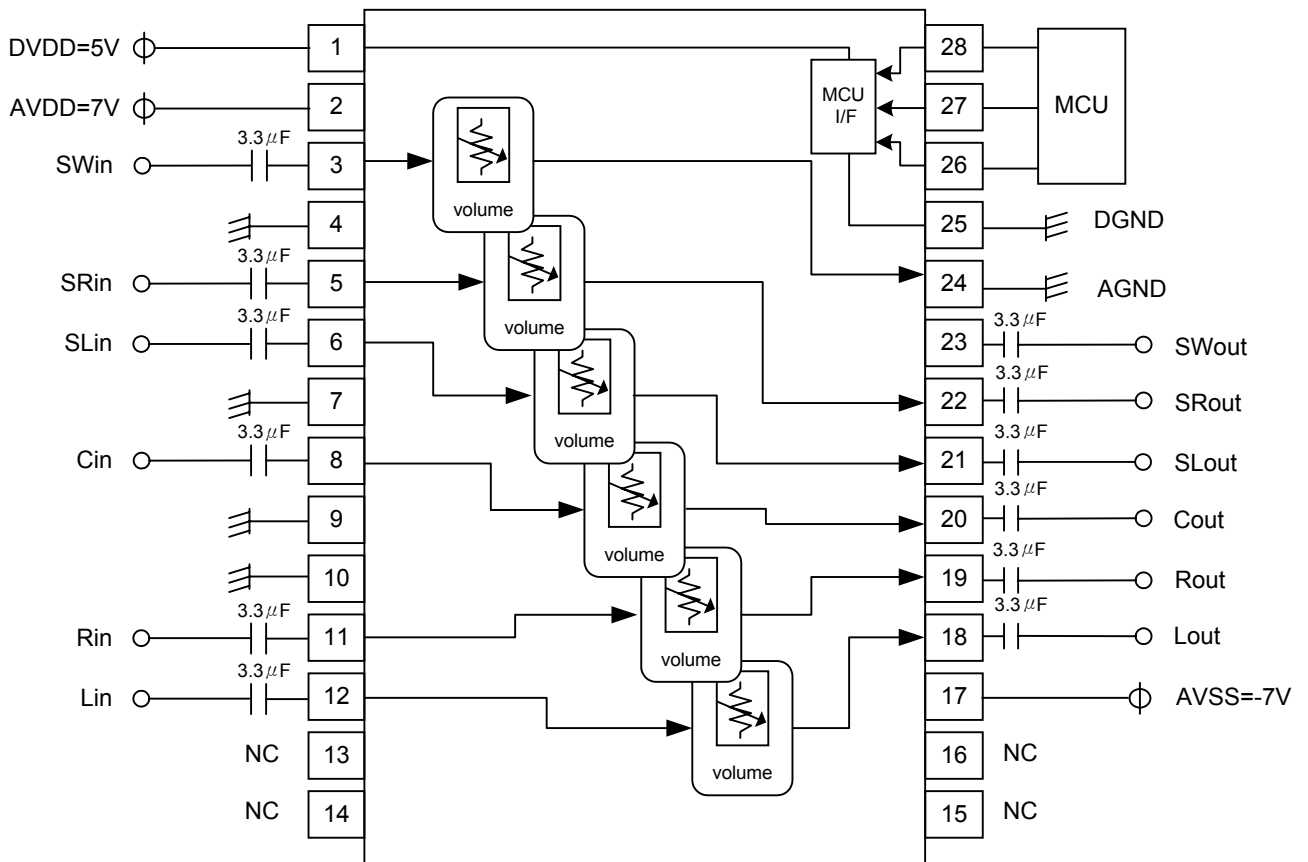 DVDD=5V
1
28
AVDD=7V
2
MCU
I/F
27
MCU
3.3μF
SWin
3
26
volume
4
25
DGND
3.3μF
SRin
5
24
AGND
3.3μF
volume
3.3μF
SLin
6
23
SWout
3.3μF
7
22
SRout
3.3μF
volume
3.3μF
Cin
8
21
SLout
3.3μF
9
20
Cout
3.3μF
volume
10
19
Rout
3.3μF
3.3μF
Rin
11
18
Lout
volume
3.3μF
Lin
12
17
AVSS=-7V
NC
13
16
NC
volume
NC
14
15
NC